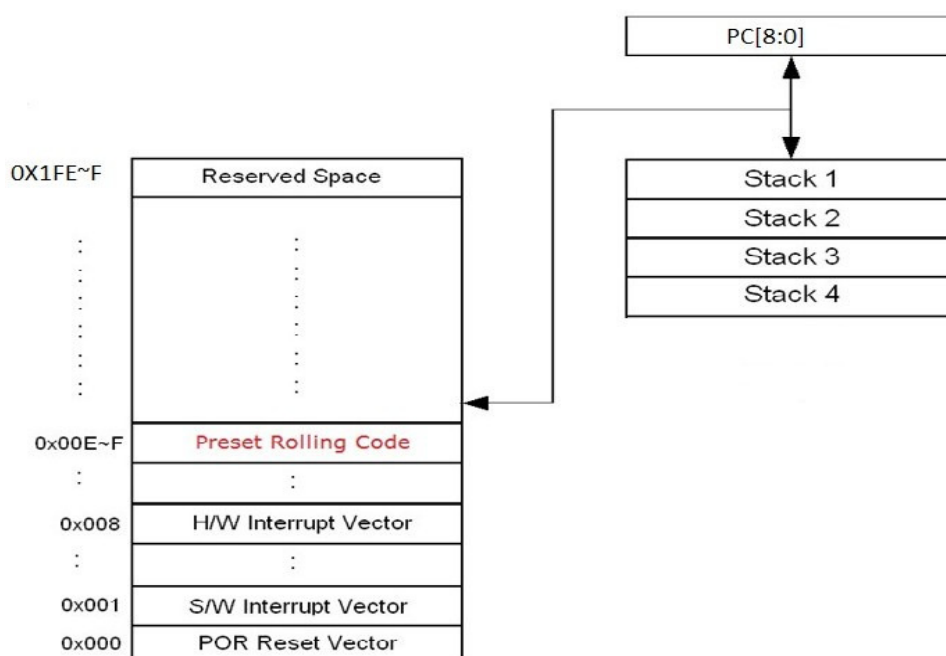 PC[8:0]
0X1FE~F Reserved Space
Stack 1
Stack 2
Stack 3
Stack 4
0x00E~F Preset Rolling Code
0x008 H/W Interrupt Vector
0x001 S/W Interrupt Vector
0x000 POR Reset Vector